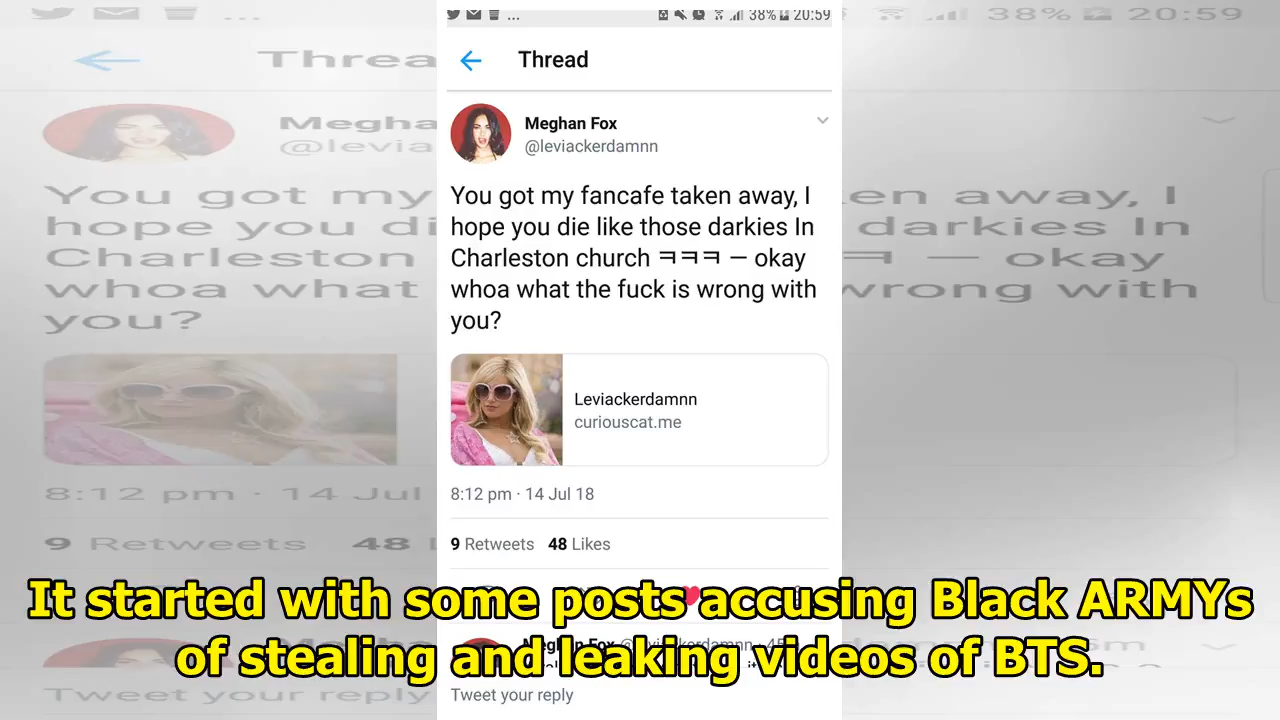 ... 38% 20:59
Thread
Meghan Fox
@leviackerdamnn
You got my fancafe taken away, I
hope you die like those darkies In
Charleston church ㅋㅋㅋ — okay
whoa what the fuck is wrong with
you?
Leviackerdamnn
curiouscat.me
8:12 pm · 14 Jul 18
9 Retweets 48 Likes
It started with some posts accusing Black ARMYs
of stealing and leaking videos of BTS.
Meghan Fox
Tweet your reply